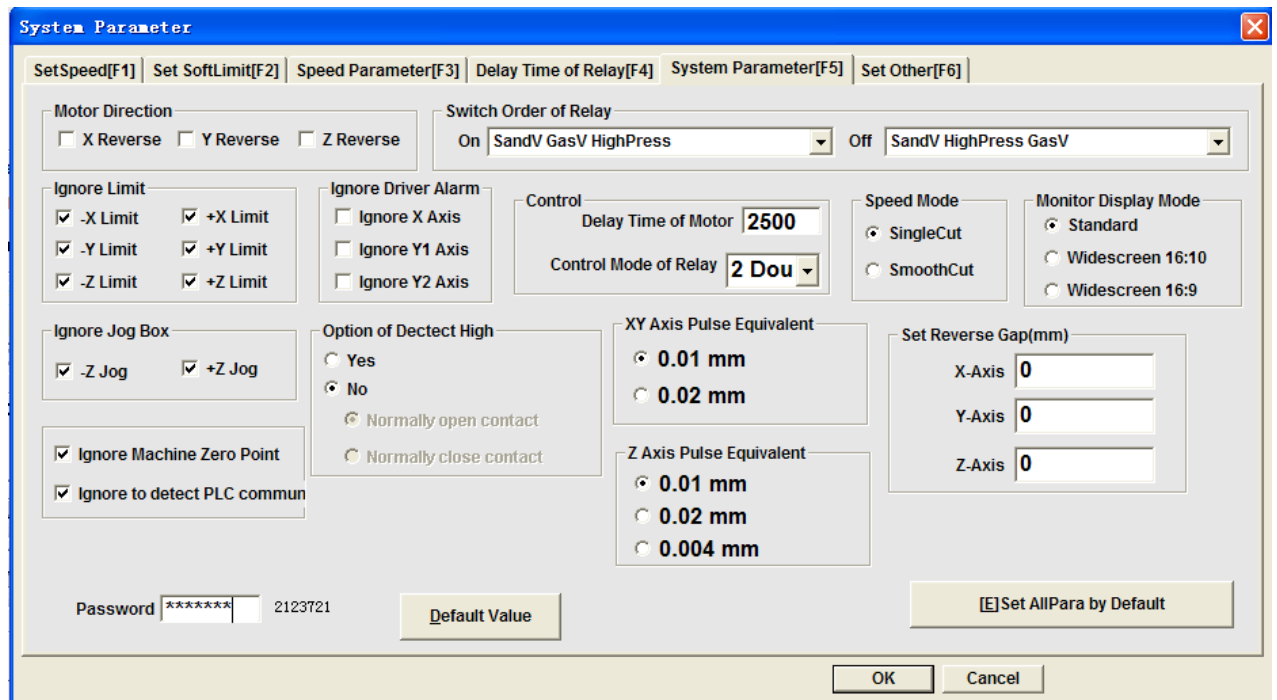 System Parameter
SetSpeed[F1] Set SoftLimit[F2] Speed Parameter[F3] Delay Time of Relay[F4] System Parameter[F5] Set Other[F6]
Motor Direction
X Reverse Y Reverse Z Reverse
Switch Order of Relay
On SandV GasV HighPress Off SandV HighPress GasV
Ignore Limit
-X Limit +X Limit
-Y Limit +Y Limit
-Z Limit +Z Limit
Ignore Driver Alarm
Ignore X Axis
Ignore Y1 Axis
Ignore Y2 Axis
Control
Delay Time of Motor 2500
Control Mode of Relay 2 Dou
Speed Mode
SingleCut
SmoothCut
Monitor Display Mode
Standard
Widescreen 16:10
Widescreen 16:9
Ignore Jog Box
-Z Jog +Z Jog
Option of Dectect High
Yes
No
Normally open contact
Normally close contact
XY Axis Pulse Equivalent
0.01 mm
0.02 mm
Set Reverse Gap(mm)
X-Axis 0
Y-Axis 0
Z-Axis 0
Ignore Machine Zero Point
Ignore to detect PLC commun
Z Axis Pulse Equivalent
0.01 mm
0.02 mm
0.004 mm
Password ******* 2123721
Default Value
[E]Set AllPara by Default
OK Cancel